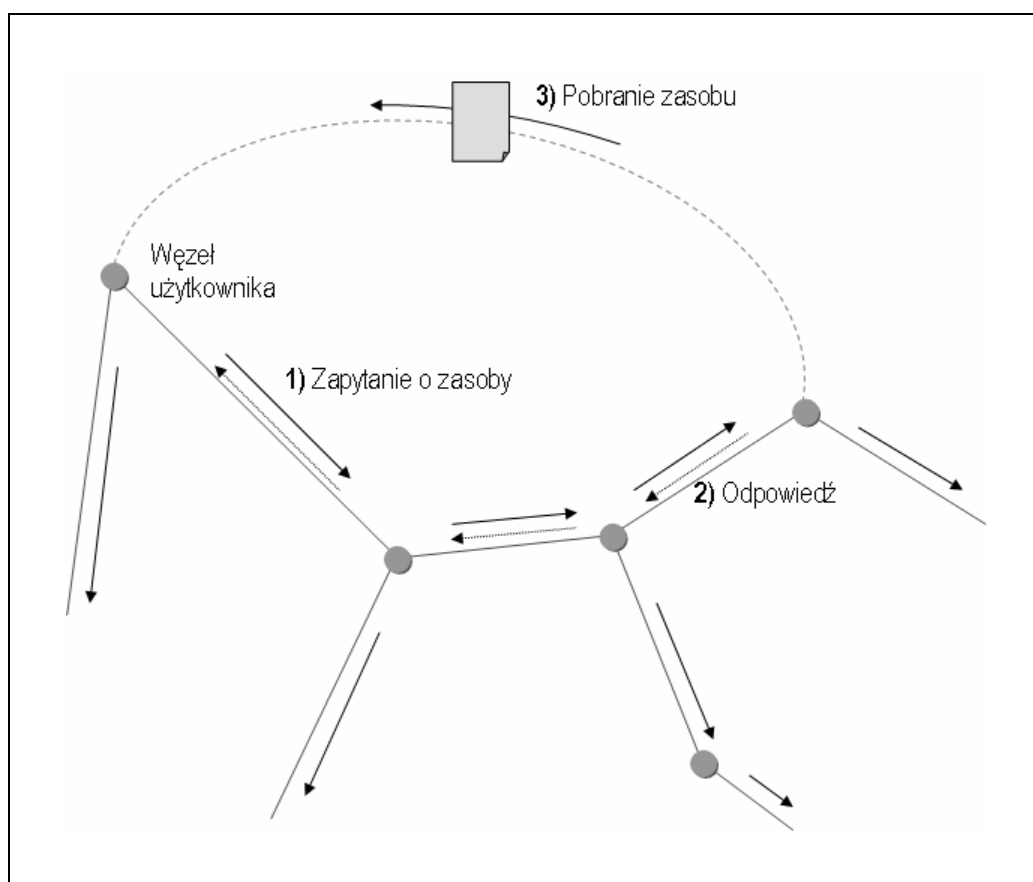 3) Pobranie zasobu
Węzeł
użytkownika
1) Zapytanie o zasoby
2) Odpowiedź